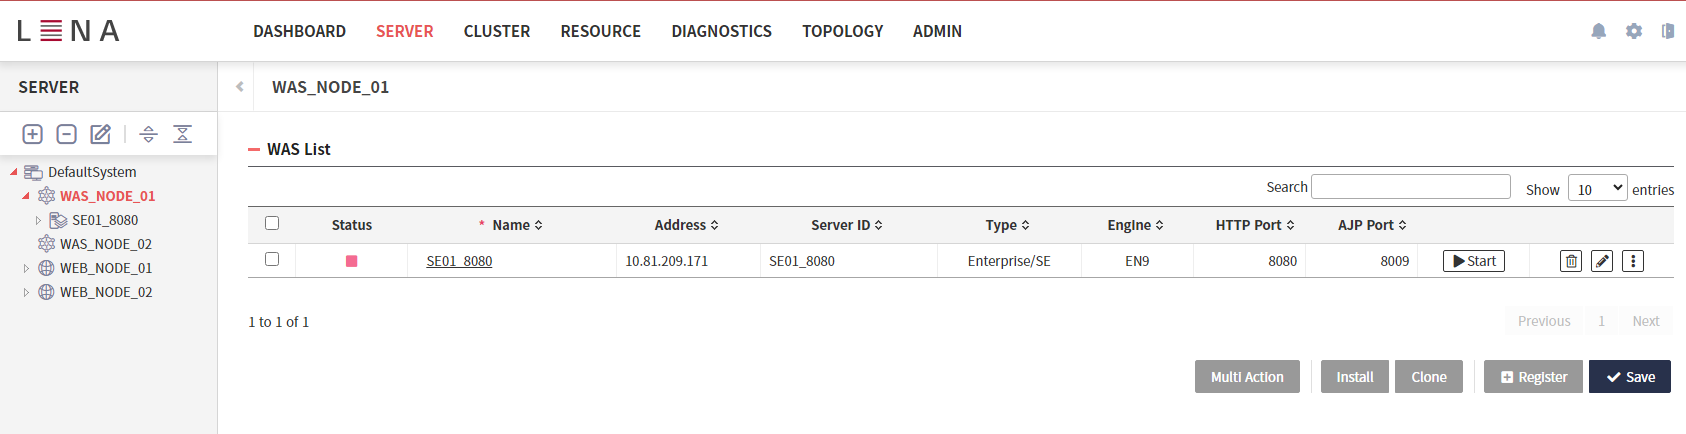 LENA DASHBOARD SERVER CLUSTER RESOURCE DIAGNOSTICS TOPOLOGY ADMIN
SERVER
WAS_NODE_01
DefaultSystem
WAS_NODE_01
SE01_8080
WAS_NODE_02
WEB_NODE_01
WEB_NODE_02
WAS List
Search Show 10 entries
Status * Name Address Server ID Type Engine HTTP Port AJP Port
SE01_8080 10.81.209.171 SE01_8080 Enterprise/SE EN9 8080 8009 Start
1 to 1 of 1 Previous 1 Next
Multi Action Install Clone Register Save